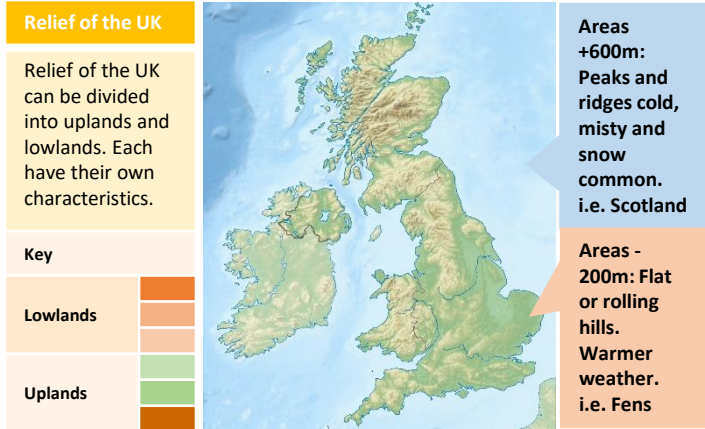 Relief of the UK
Relief of the UK
can be divided
into uplands and
lowlands. Each
have their own
characteristics.
Key
Lowlands
Uplands
Areas
+600m:
Peaks and
ridges cold,
misty and
snow
common.
i.e. Scotland
Areas -
200m: Flat
or rolling
hills.
Warmer
weather.
i.e. Fens